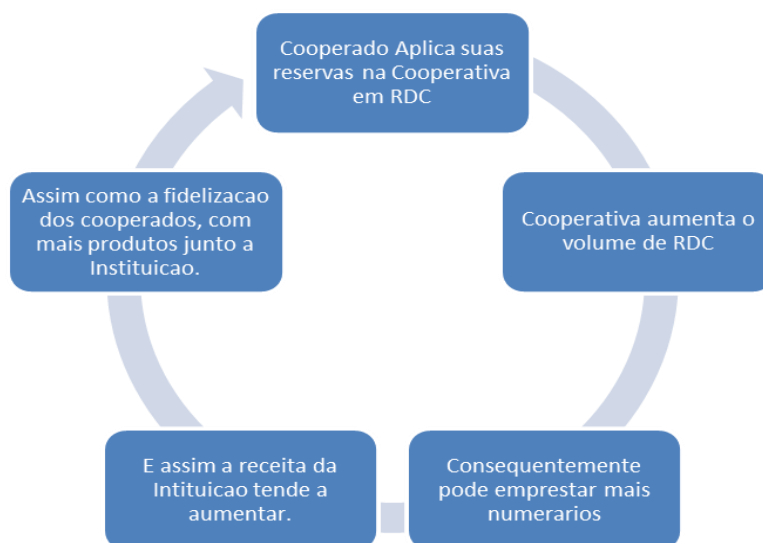 Cooperado Aplica suas
reservas na Cooperativa
em RDC
Cooperativa aumenta o
volume de RDC
Consequentemente
pode emprestar mais
numerarios
E assim a receita da
Intituicao tende a
aumentar.
Assim como a fidelizacao
dos cooperados, com
mais produtos junto a
Instituicao.